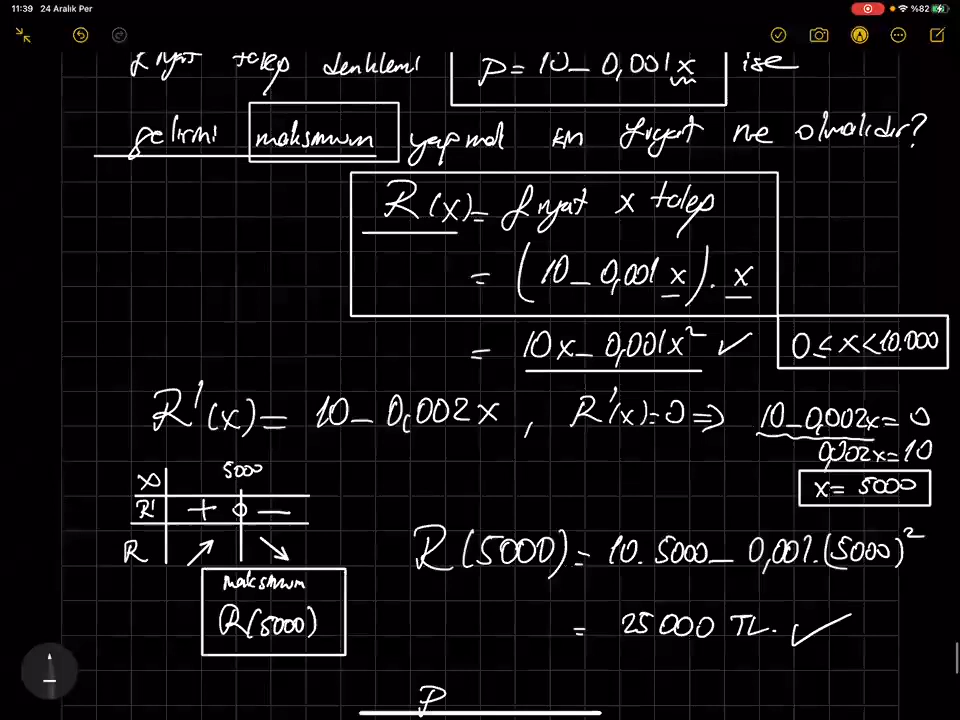 11:39 24 Aralık Per %82
fiyat talep denklemi p = 10 - 0,001x ise
gelirini maksimum yapmak için fiyat ne olmalıdır?
R(x) = fiyat x talep
= (10 - 0,001x).x
= 10x - 0,001x² ✓ 0 ≤ x < 10.000
R'(x) = 10 - 0,002x , R'(x)=0 ⇒ 10 - 0,002x = 0
0,002x = 10
x = 5000
5000
x
R' + 0 -
R ↗ ↘
maksimum
R(5000)
R(5000) = 10.5000 - 0,001.(5000)²
= 25000 TL. ✓
P